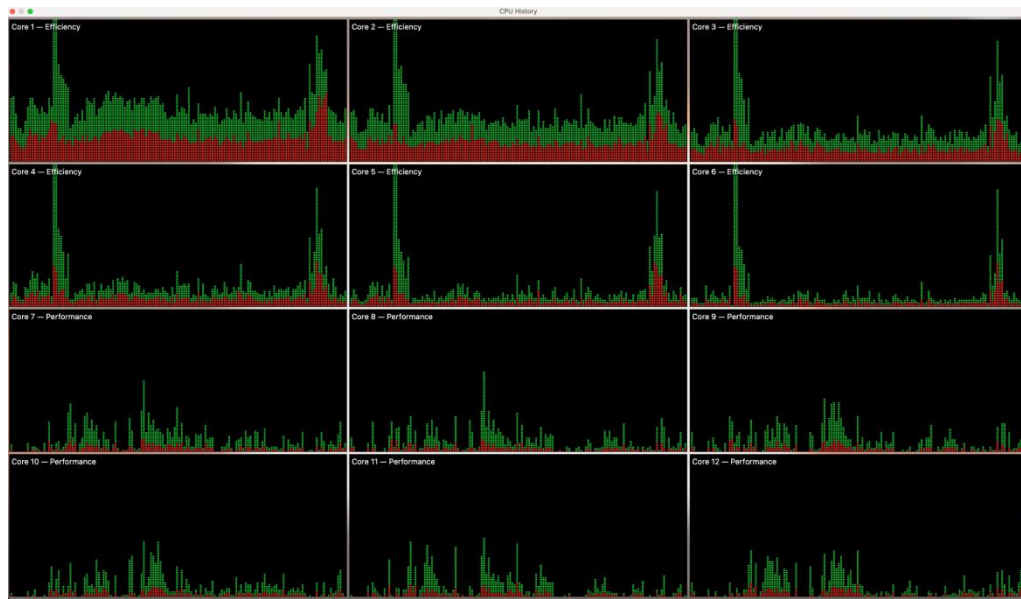 CPU History
Core 1 — Efficiency
Core 2 — Efficiency
Core 3 — Efficiency
Core 4 — Efficiency
Core 5 — Efficiency
Core 6 — Efficiency
Core 7 — Performance
Core 8 — Performance
Core 9 — Performance
Core 10 — Performance
Core 11 — Performance
Core 12 — Performance